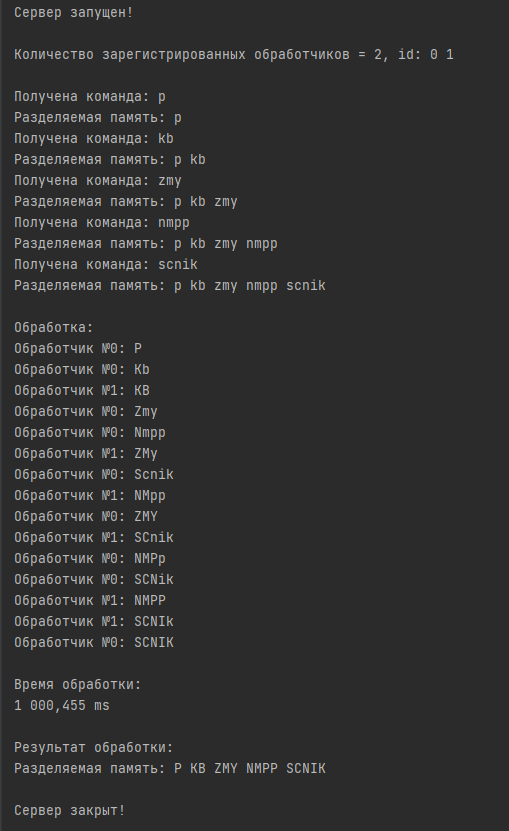 Сервер запущен!
Количество зарегистрированных обработчиков = 2, id: 0 1
Получена команда: p
Разделяемая память: p
Получена команда: kb
Разделяемая память: p kb
Получена команда: zmy
Разделяемая память: p kb zmy
Получена команда: nmpp
Разделяемая память: p kb zmy nmpp
Получена команда: scnik
Разделяемая память: p kb zmy nmpp scnik
Обработка:
Обработчик №0: P
Обработчик №0: Kb
Обработчик №1: KB
Обработчик №0: Zmy
Обработчик №0: Nmpp
Обработчик №1: ZMy
Обработчик №0: Scnik
Обработчик №1: NMpp
Обработчик №0: ZMY
Обработчик №1: SCnik
Обработчик №0: NMPp
Обработчик №0: SCNik
Обработчик №1: NMPP
Обработчик №1: SCNIk
Обработчик №0: SCNIK
Время обработки:
1 000,455 ms
Результат обработки:
Разделяемая память: P KB ZMY NMPP SCNIK
Сервер закрыт!